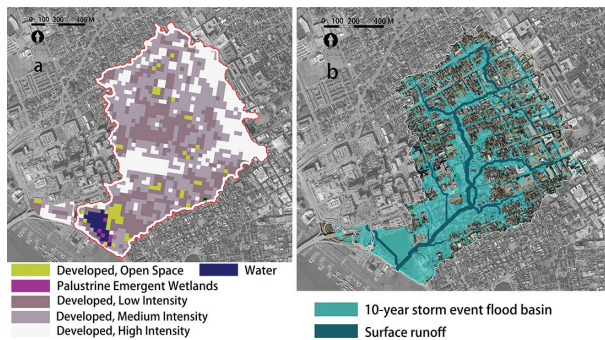 0 100 200 400 M
a
Developed, Open Space
Water
Palustrine Emergent Wetlands
Developed, Low Intensity
Developed, Medium Intensity
Developed, High Intensity
0 100 200 400 M
b
10-year storm event flood basin
Surface runoff